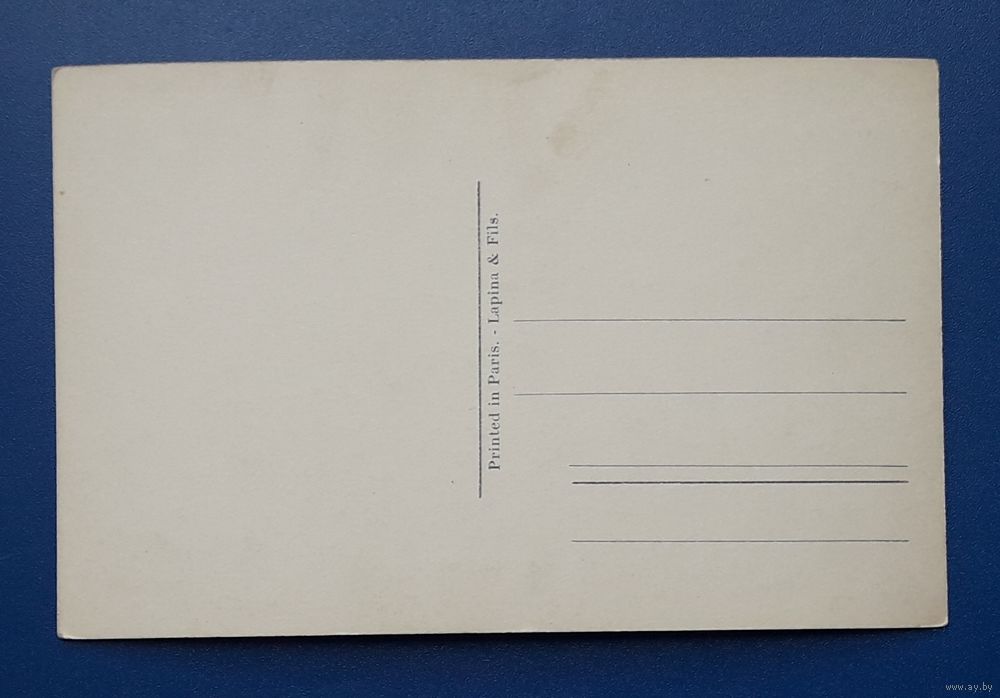 Printed in Paris. - Lapina & Fils.
www.ay.by